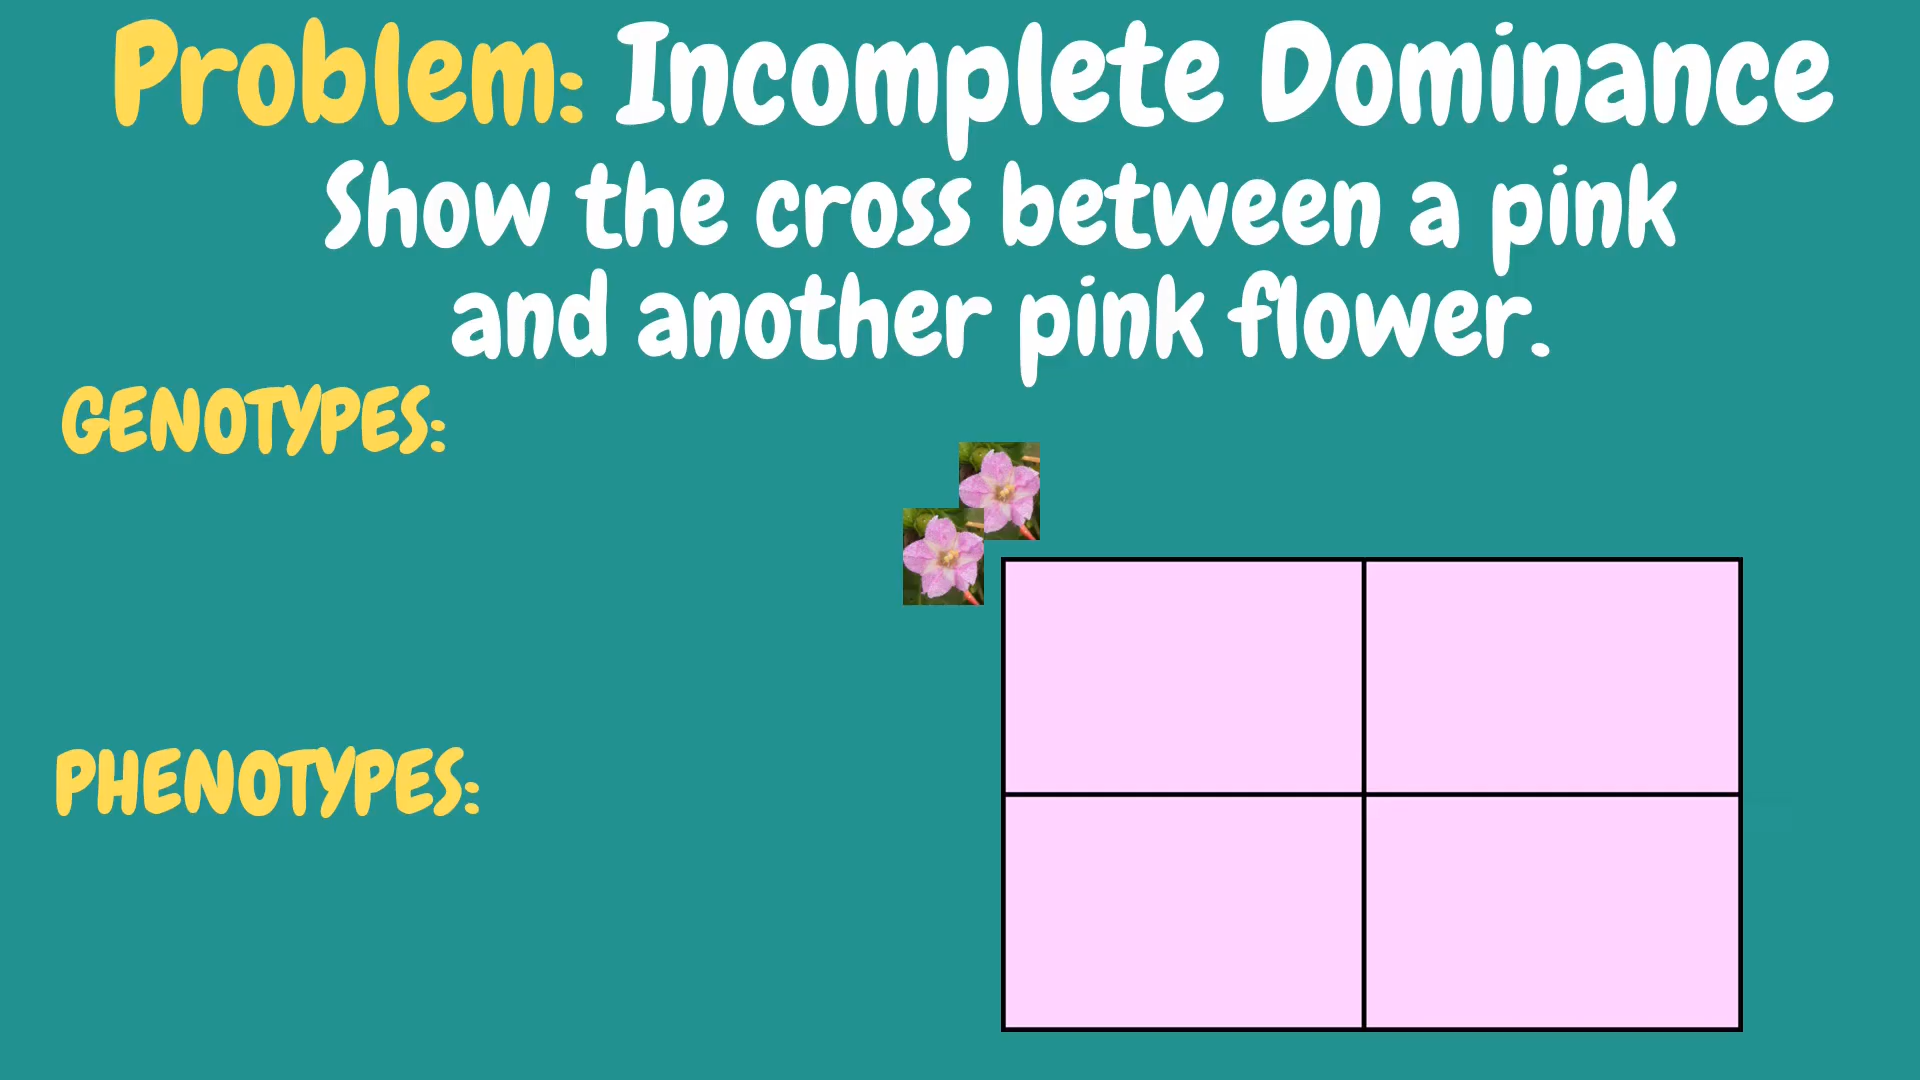 Problem: Incomplete Dominance
Show the cross between a pink
and another pink flower.
GENOTYPES:
PHENOTYPES: